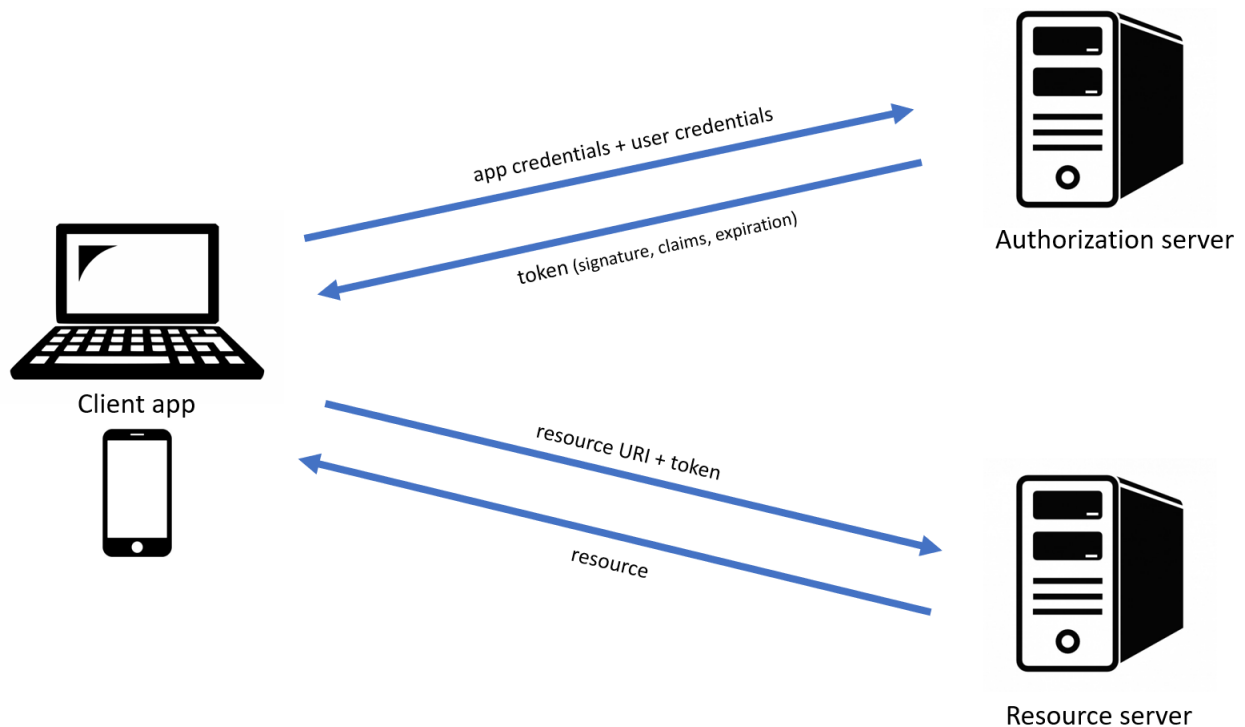 app credentials + user credentials
Authorization server
token (signature, claims, expiration)
Client app
resource URI + token
resource
Resource server